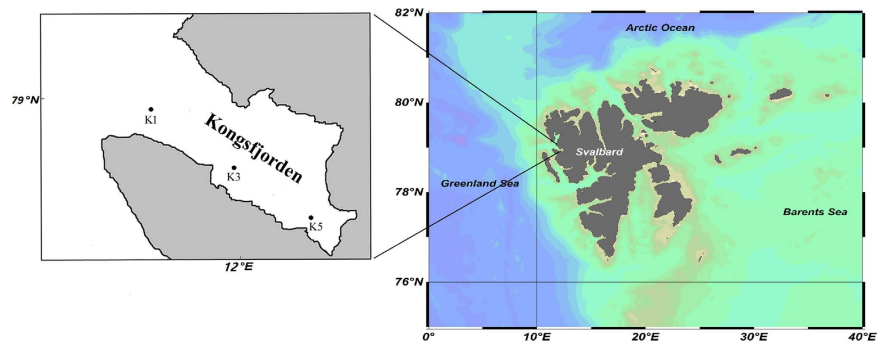 79°N
K1
Kongsfjorden
K3
K5
12°E
82°N
80°N
78°N
76°N
Arctic Ocean
Svalbard
Greenland Sea
Barents Sea
0°
10°E
20°E
30°E
40°E